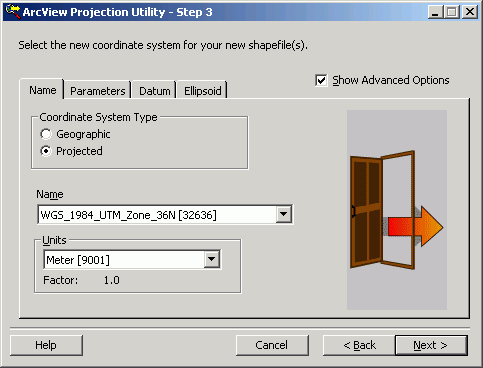 ArcView Projection Utility - Step 3
Select the new coordinate system for your new shapefile(s).
Show Advanced Options
Name Parameters Datum Ellipsoid
Coordinate System Type
Geographic
Projected
Name
WGS_1984_UTM_Zone_36N [32636]
Units
Meter [9001]
Factor: 1.0
Help Cancel < Back Next >